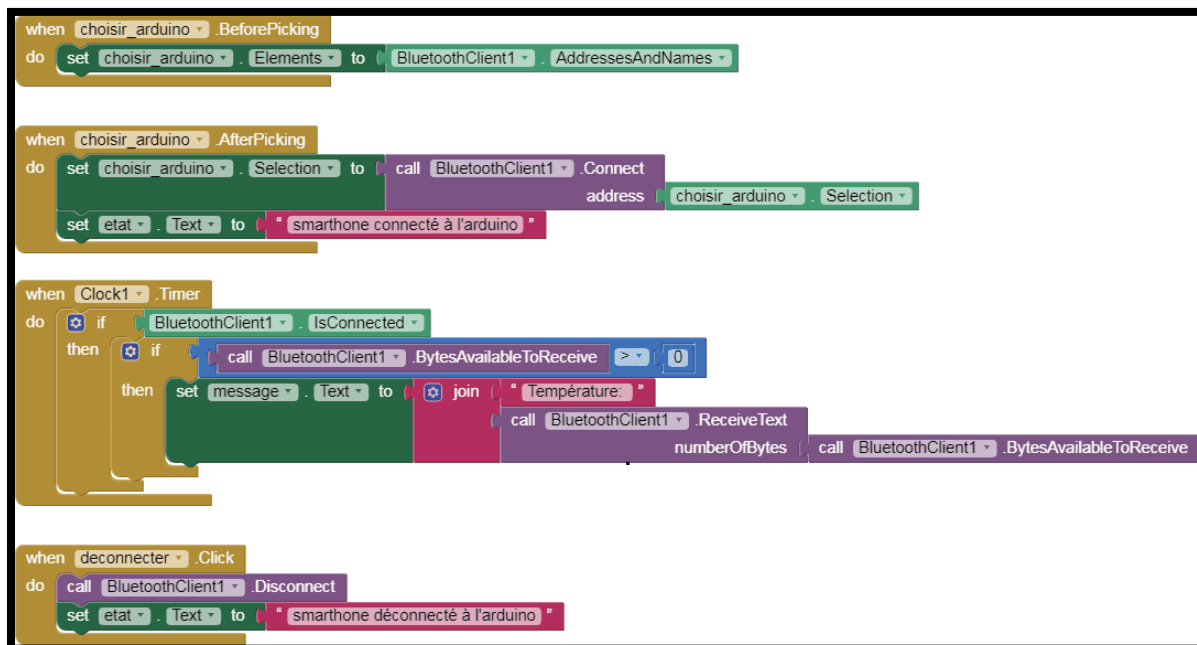 when choisir_arduino .BeforePicking
do set choisir_arduino . Elements to BluetoothClient1 . AddressesAndNames
when choisir_arduino .AfterPicking
do set choisir_arduino . Selection to call BluetoothClient1 .Connect
address choisir_arduino . Selection
set etat . Text to " smarthone connecté à l'arduino "
when Clock1 .Timer
do if BluetoothClient1 . IsConnected
then if call BluetoothClient1 .BytesAvailableToReceive > 0
then set message . Text to join " Température: "
call BluetoothClient1 .ReceiveText
numberOfBytes call BluetoothClient1 .BytesAvailableToReceive
when deconnecter .Click
do call BluetoothClient1 .Disconnect
set etat . Text to " smarthone déconnecté à l'arduino "